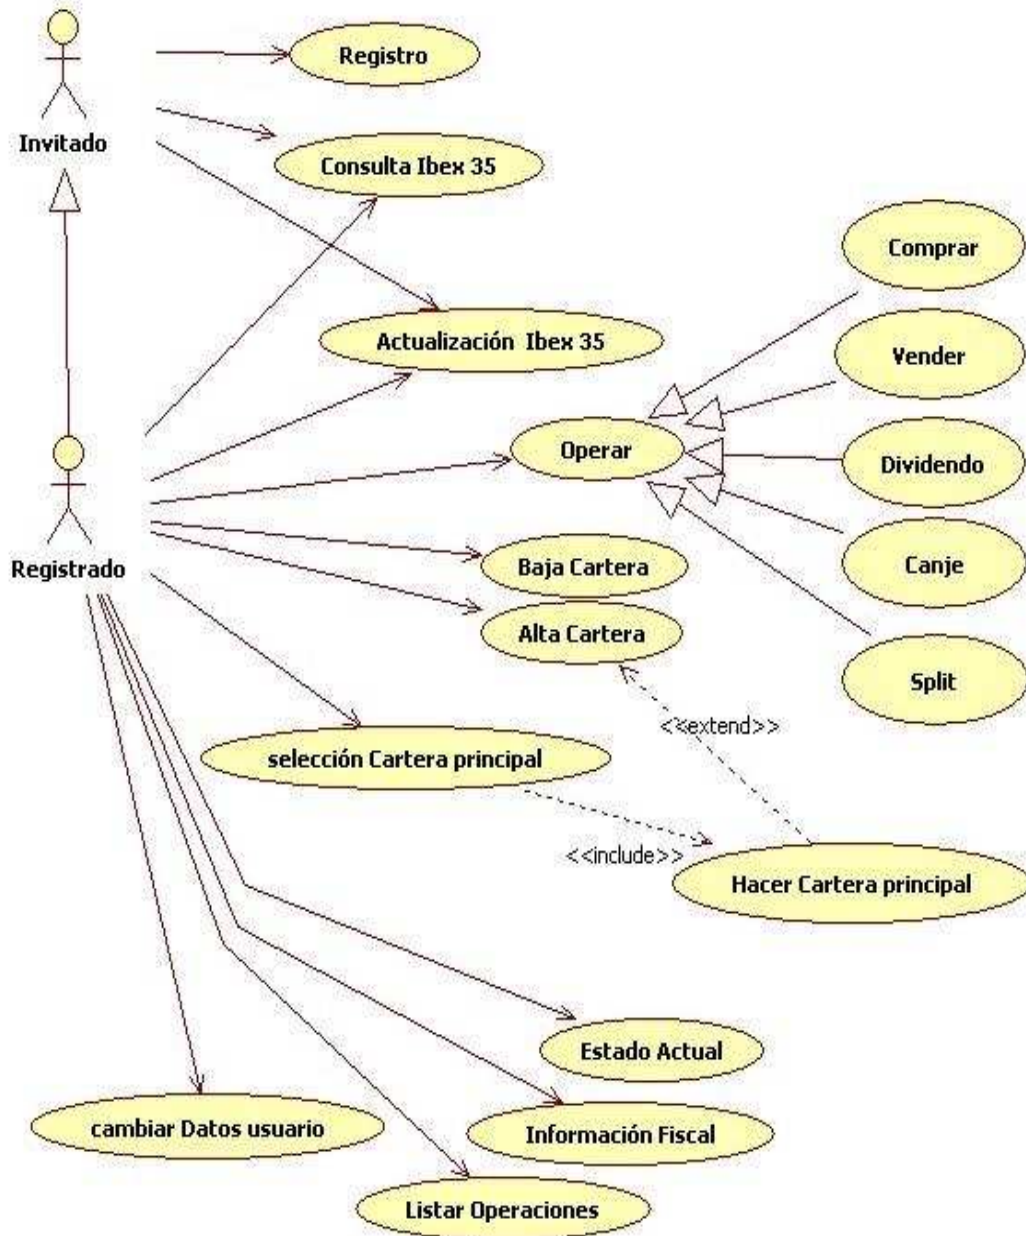 Registro
Invitado
Consulta Ibex 35
Comprar
Actualización Ibex 35
Vender
Operar
Dividendo
Registrado
Baja Cartera
Canje
Alta Cartera
Split
<<extend>>
selección Cartera principal
<<include>>
Hacer Cartera principal
Estado Actual
cambiar Datos usuario
Información Fiscal
Listar Operaciones